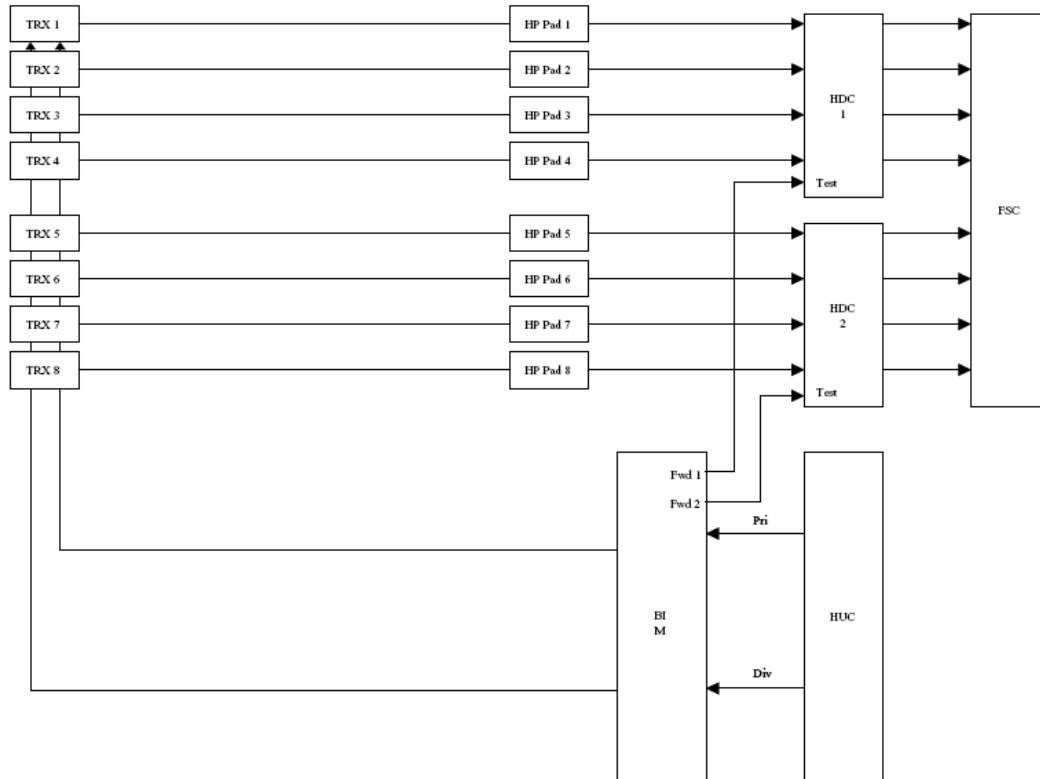 TRX 1
HP Pad 1
TRX 2
HP Pad 2
TRX 3
HP Pad 3
HDC
1
TRX 4
HP Pad 4
Test
FSC
TRX 5
HP Pad 5
TRX 6
HP Pad 6
TRX 7
HP Pad 7
HDC
2
TRX 8
HP Pad 8
Test
Fwd 1
Fwd 2
Pri
BI
M
HUC
Div